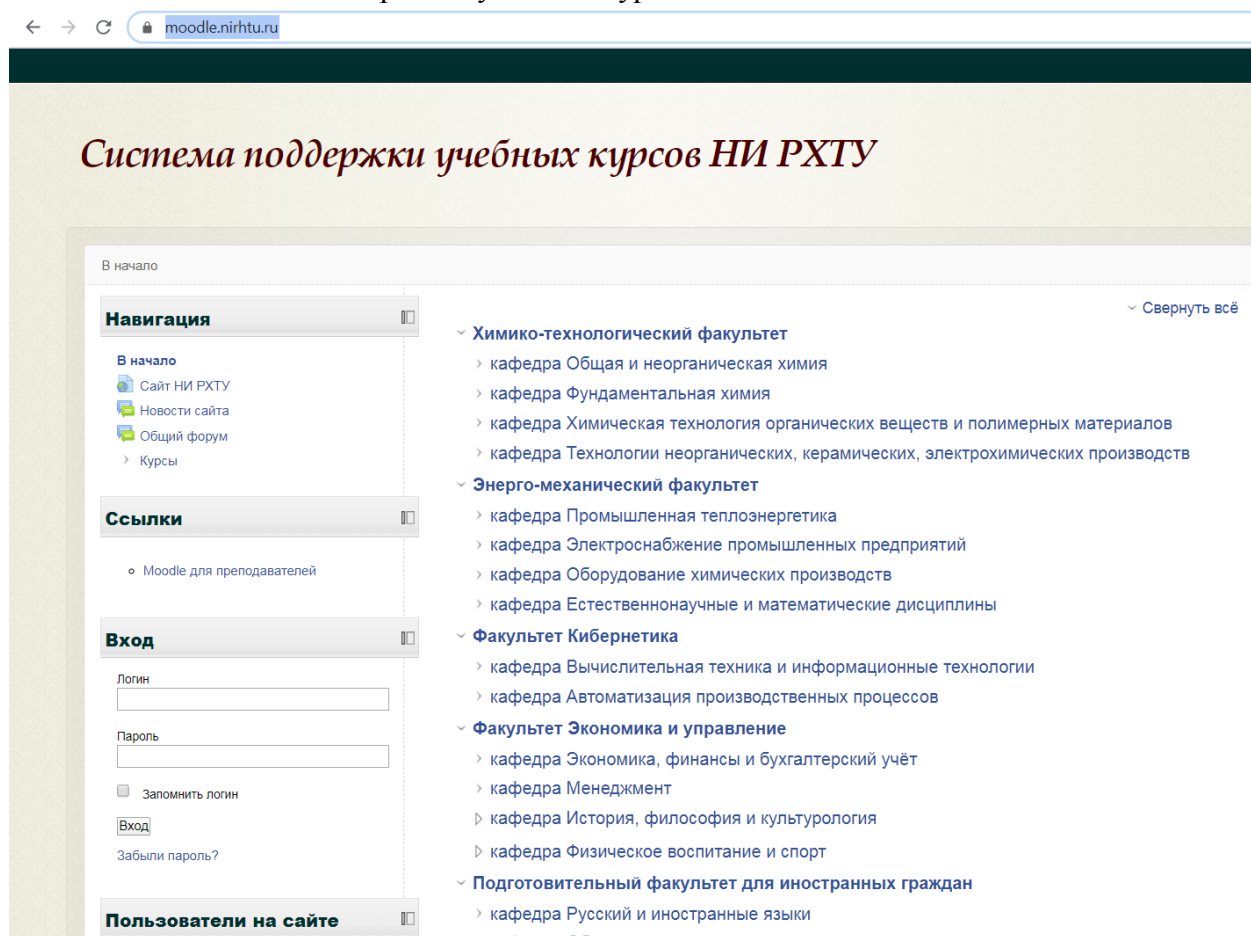 moodle.nirhtu.ru
Система поддержки учебных курсов НИ РХТУ
В начало
Навигация
В начало
Сайт НИ РХТУ
Новости сайта
Общий форум
Курсы
Ссылки
Moodle для преподавателей
Вход
Логин
Пароль
Запомнить логин
Вход
Забыли пароль?
Пользователи на сайте
Свернуть всё
Химико-технологический факультет
кафедра Общая и неорганическая химия
кафедра Фундаментальная химия
кафедра Химическая технология органических веществ и полимерных материалов
кафедра Технологии неорганических, керамических, электрохимических производств
Энерго-механический факультет
кафедра Промышленная теплоэнергетика
кафедра Электроснабжение промышленных предприятий
кафедра Оборудование химических производств
кафедра Естественнонаучные и математические дисциплины
Факультет Кибернетика
кафедра Вычислительная техника и информационные технологии
кафедра Автоматизация производственных процессов
Факультет Экономика и управление
кафедра Экономика, финансы и бухгалтерский учёт
кафедра Менеджмент
кафедра История, философия и культурология
кафедра Физическое воспитание и спорт
Подготовительный факультет для иностранных граждан
кафедра Русский и иностранные языки